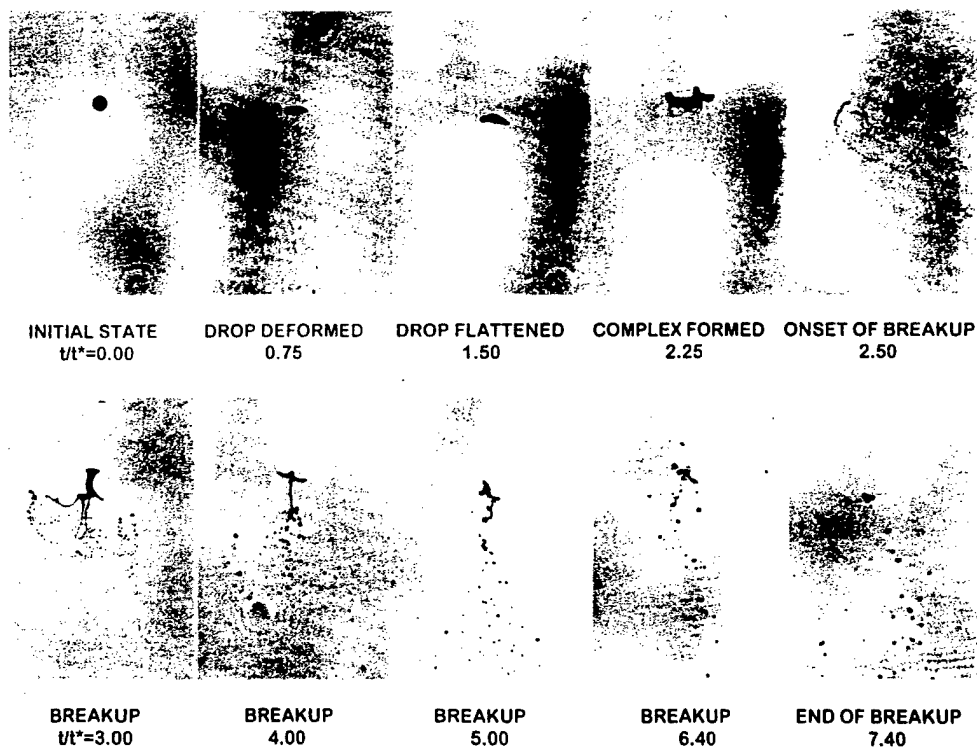 INITIAL STATE
t/t*=0.00
DROP DEFORMED
0.75
DROP FLATTENED
1.50
COMPLEX FORMED
2.25
ONSET OF BREAKUP
2.50
BREAKUP
t/t*=3.00
BREAKUP
4.00
BREAKUP
5.00
BREAKUP
6.40
END OF BREAKUP
7.40